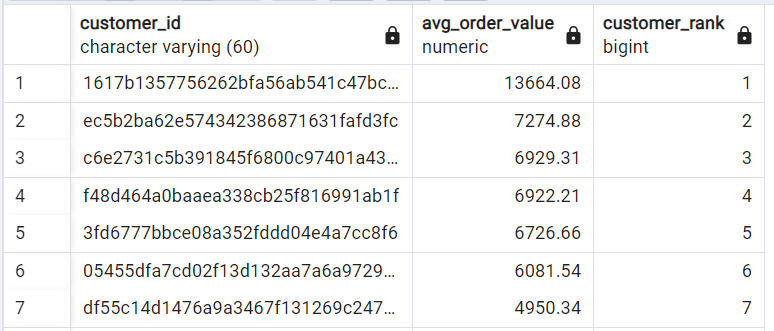 customer_id avg_order_value customer_rank
character varying (60) numeric bigint
1 1617b1357756262bfa56ab541c47bc... 13664.08 1
2 ec5b2ba62e574342386871631fafd3fc 7274.88 2
3 c6e2731c5b391845f6800c97401a43... 6929.31 3
4 f48d464a0baaea338cb25f816991ab1f 6922.21 4
5 3fd6777bbce08a352fddd04e4a7cc8f6 6726.66 5
6 05455dfa7cd02f13d132aa7a6a9729... 6081.54 6
7 df55c14d1476a9a3467f131269c247... 4950.34 7